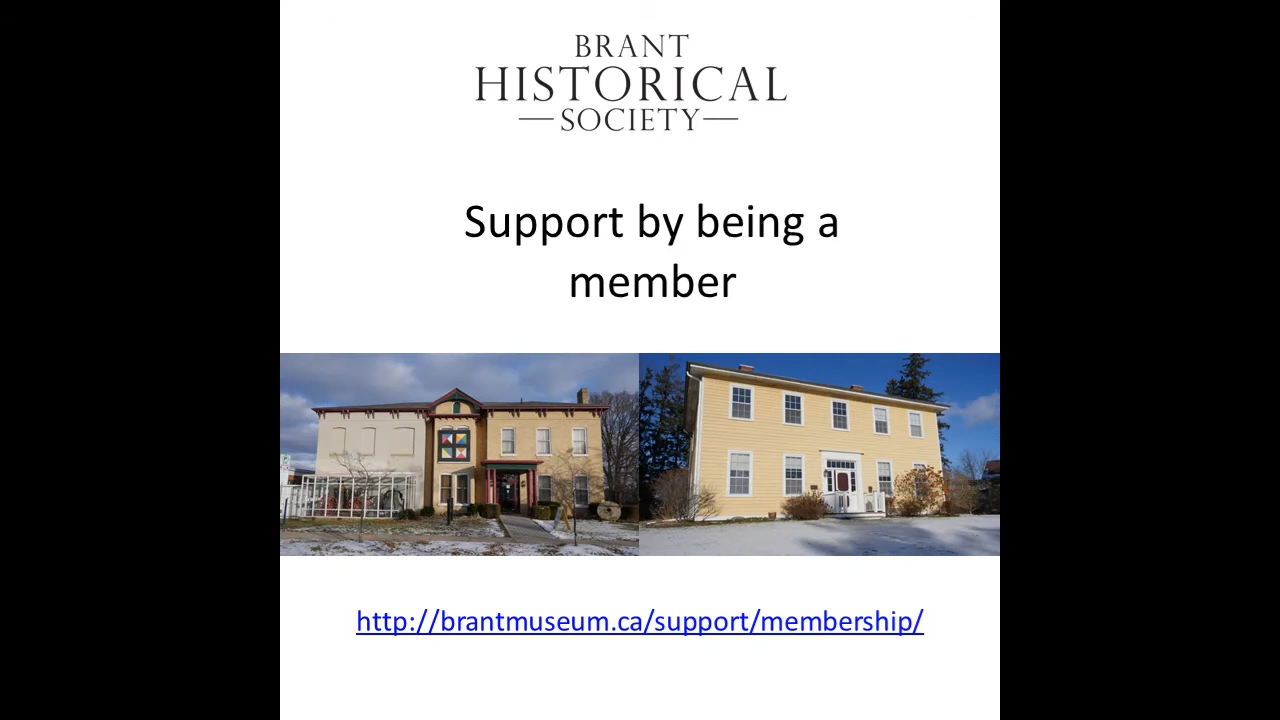 BRANT
HISTORICAL
SOCIETY
Support by being a
member
http://brantmuseum.ca/support/membership/